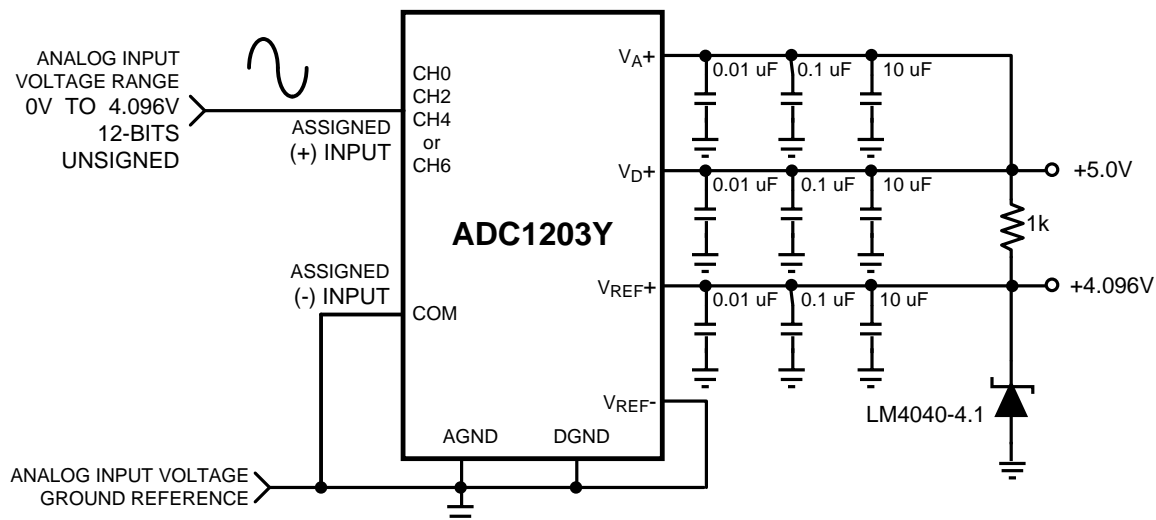 ANALOG INPUT
VOLTAGE RANGE
0V TO 4.096V
12-BITS
UNSIGNED
ASSIGNED
(+) INPUT
CH0
CH2
CH4
or
CH6
ADC1203Y
ASSIGNED
(-) INPUT
COM
AGND DGND
ANALOG INPUT VOLTAGE
GROUND REFERENCE
VA+
0.01 uF 0.1 uF 10 uF
VD+
0.01 uF 0.1 uF 10 uF
+5.0V
1k
VREF+
0.01 uF 0.1 uF 10 uF
+4.096V
VREF-
LM4040-4.1